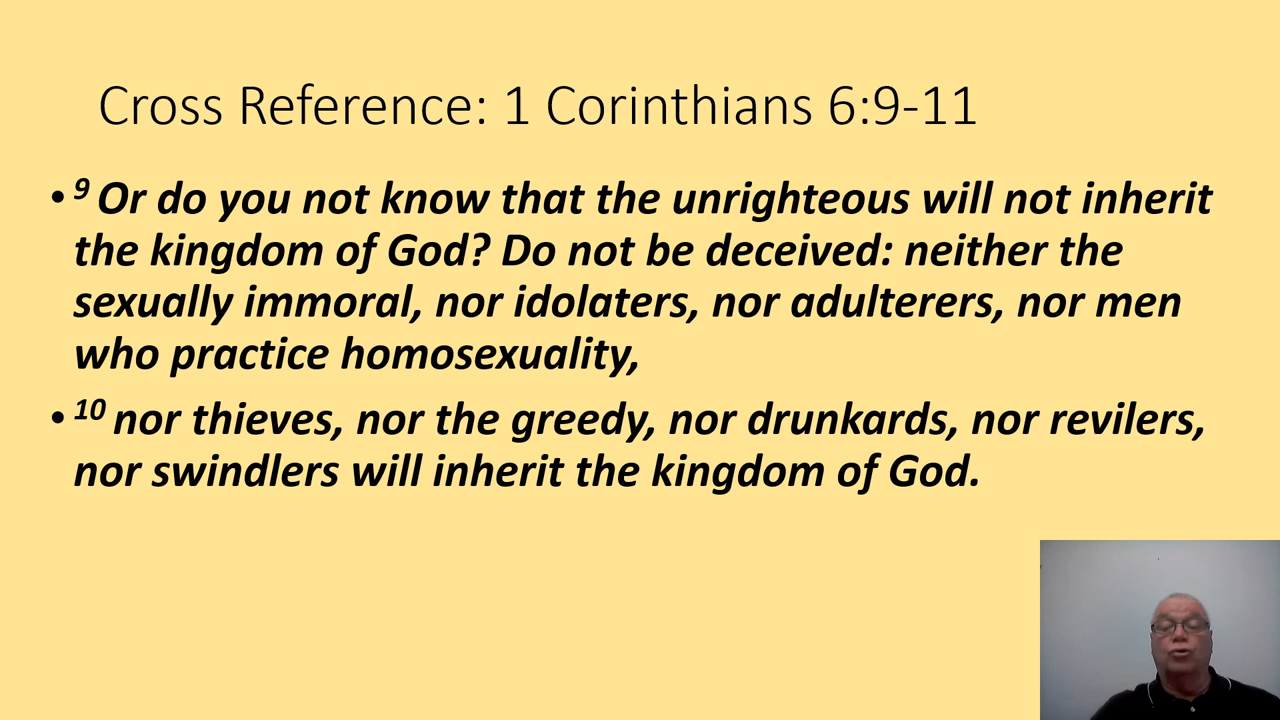 Cross Reference: 1 Corinthians 6:9-11
• 9 Or do you not know that the unrighteous will not inherit
the kingdom of God? Do not be deceived: neither the
sexually immoral, nor idolaters, nor adulterers, nor men
who practice homosexuality,
• 10 nor thieves, nor the greedy, nor drunkards, nor revilers,
nor swindlers will inherit the kingdom of God.